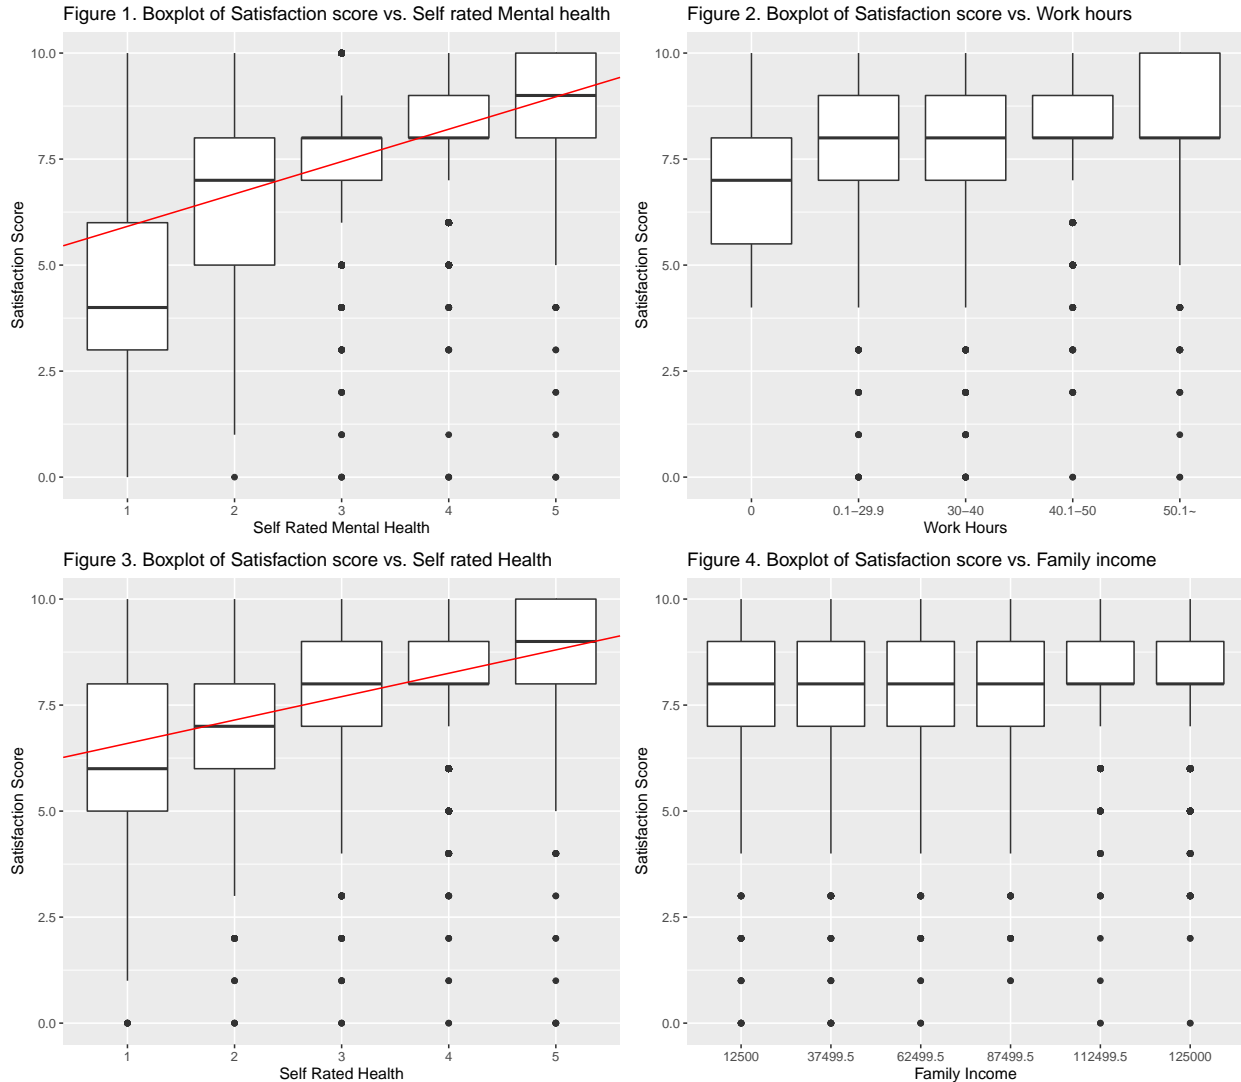 Figure 1. Boxplot of Satisfaction score vs. Self rated Mental health
10.0
7.5
5.0
2.5
0.0
Satisfaction Score
1 2 3 4 5
Self Rated Mental Health
Figure 2. Boxplot of Satisfaction score vs. Work hours
10.0
7.5
5.0
2.5
0.0
Satisfaction Score
0 0.1–29.9 30–40 40.1–50 50.1~
Work Hours
Figure 3. Boxplot of Satisfaction score vs. Self rated Health
10.0
7.5
5.0
2.5
0.0
Satisfaction Score
1 2 3 4 5
Self Rated Health
Figure 4. Boxplot of Satisfaction score vs. Family income
10.0
7.5
5.0
2.5
0.0
Satisfaction Score
12500 37499.5 62499.5 87499.5 112499.5 125000
Family Income